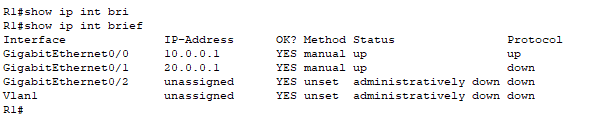 R1#show ip int bri
R1#show ip int brief
Interface IP-Address OK? Method Status Protocol
GigabitEthernet0/0 10.0.0.1 YES manual up up
GigabitEthernet0/1 20.0.0.1 YES manual up down
GigabitEthernet0/2 unassigned YES unset administratively down down
Vlan1 unassigned YES unset administratively down down
R1#